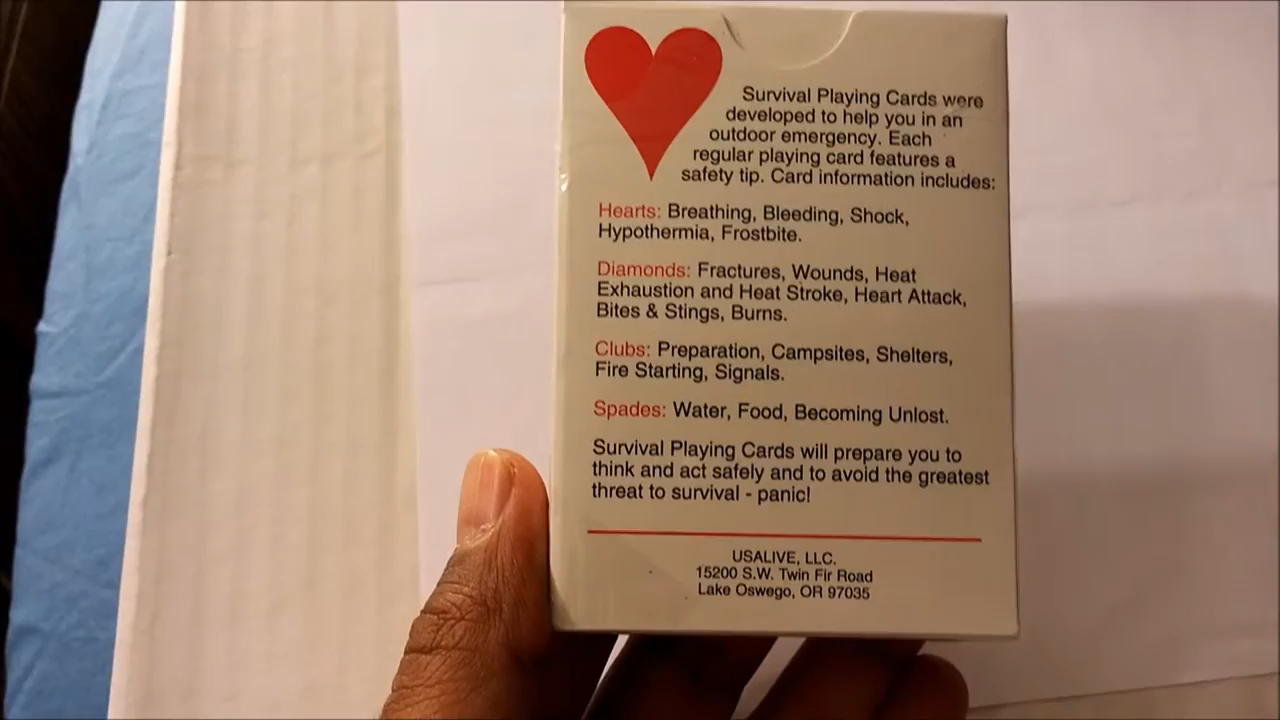 Survival Playing Cards were
developed to help you in an
outdoor emergency. Each
regular playing card features a
safety tip. Card information includes:
Hearts: Breathing, Bleeding, Shock,
Hypothermia, Frostbite.
Diamonds: Fractures, Wounds, Heat
Exhaustion and Heat Stroke, Heart Attack,
Bites & Stings, Burns.
Clubs: Preparation, Campsites, Shelters,
Fire Starting, Signals.
Spades: Water, Food, Becoming Unlost.
Survival Playing Cards will prepare you to
think and act safely and to avoid the greatest
threat to survival - panic!
USALIVE, LLC.
15200 S.W. Twin Fir Road
Lake Oswego, OR 97035